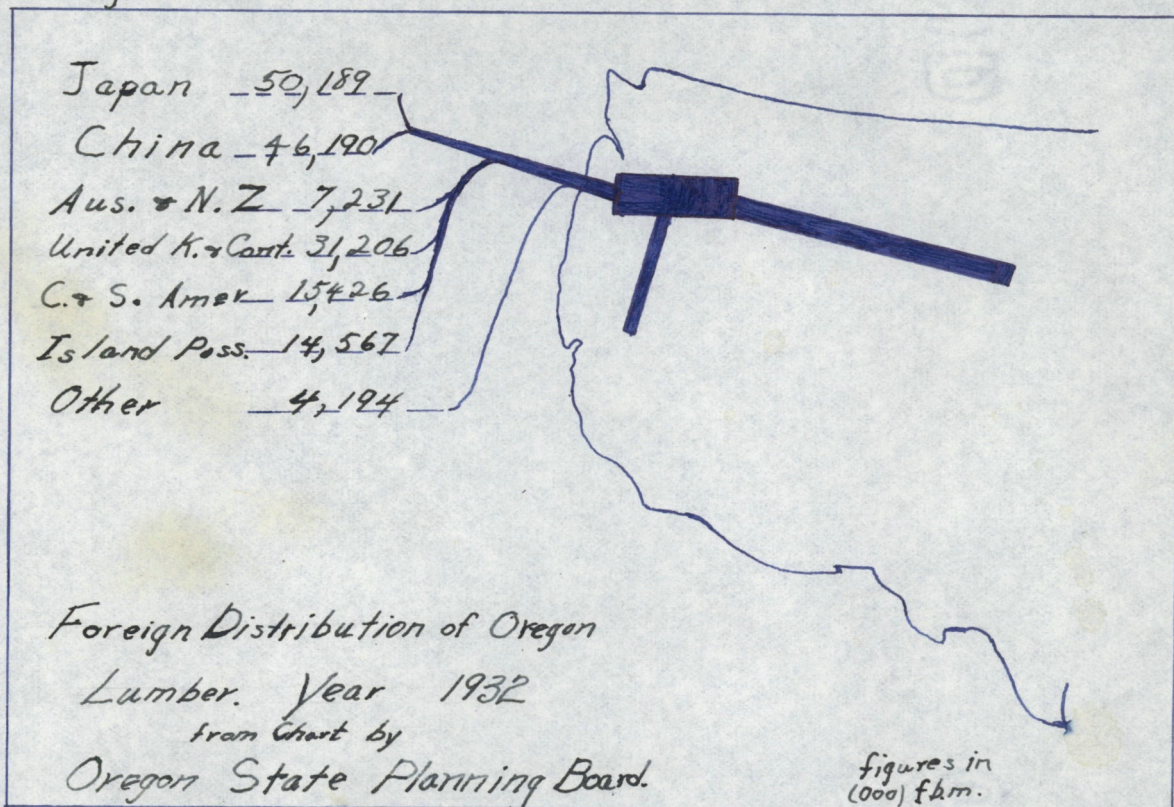 Japan 50,189
China 46,190
Aus. & N.Z 7,231
United K. & Cont. 31,206
C. & S. Amer 15,426
Island Poss. 14,567
Other 4,194
Foreign Distribution of Oregon
Lumber. Year 1932
from Chart by
Oregon State Planning Board.
figures in
(000) fbm.